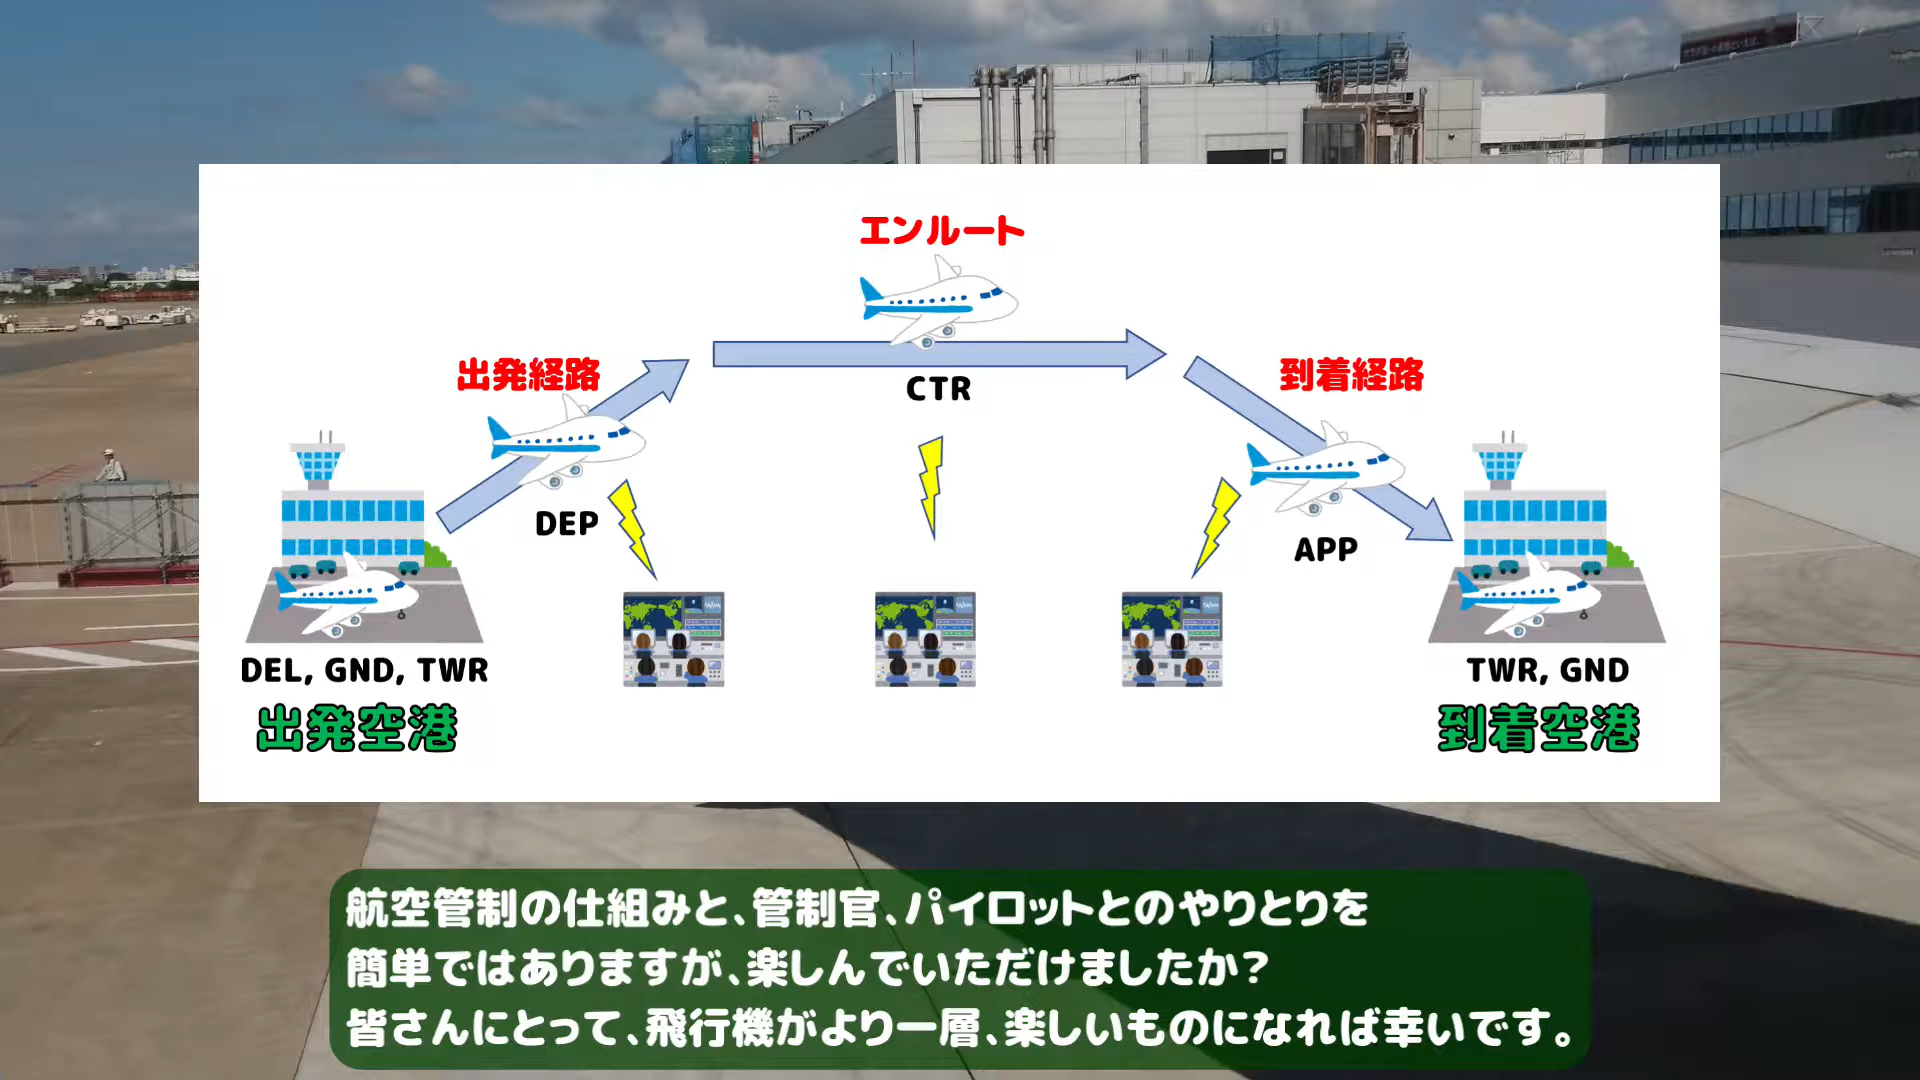 エンルート
出発経路
到着経路
CTR
DEP
APP
DEL, GND, TWR
TWR, GND
出発空港
到着空港
航空管制の仕組みと、管制官、パイロットとのやりとりを
簡単ではありますが、楽しんでいただけましたか？
皆さんにとって、飛行機がより一層、楽しいものになれば幸いです。